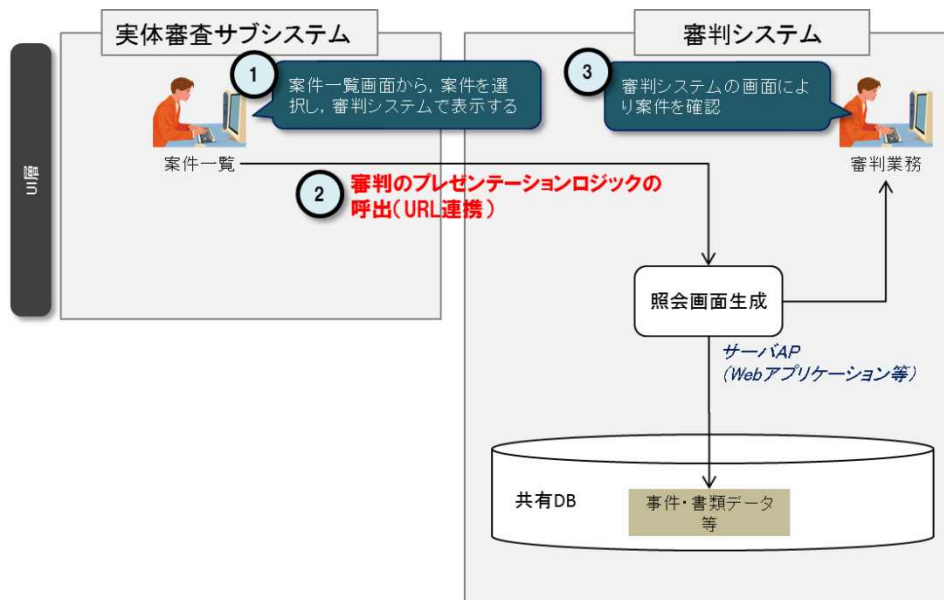 実体審査サブシステム
審判システム
1
案件一覧画面から，案件を選
択し，審判システムで表示する
3
審判システムの画面によ
り案件を確認
UI層
案件一覧
審判業務
2
審判のプレゼンテーションロジックの
呼出（URL連携）
照会画面生成
サーバAP
（Webアプリケーション等）
共有DB
事件・書類データ
等